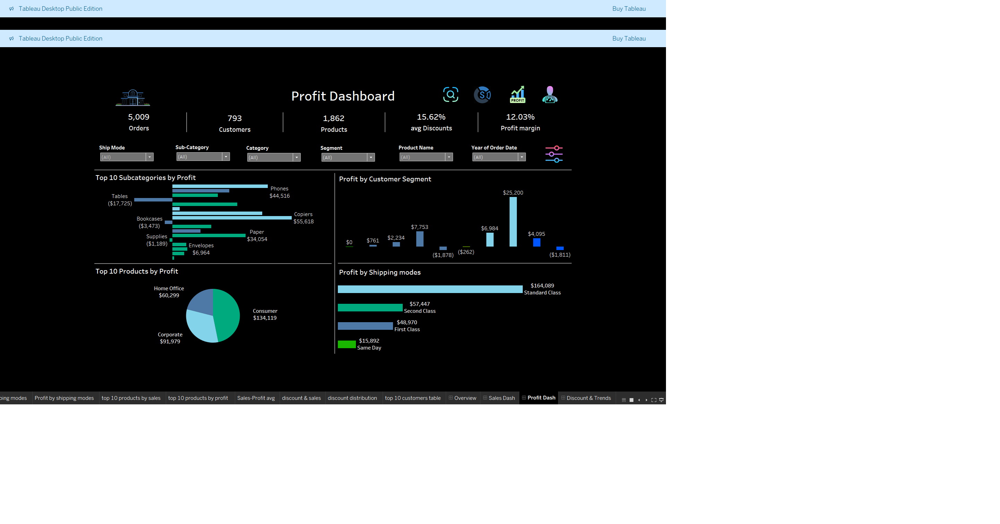 Tableau Desktop Public Edition
Buy Tableau
Tableau Desktop Public Edition
Buy Tableau
Profit Dashboard
PROFIT
5,009
Orders
793
Customers
1,862
Products
15.62%
avg Discounts
12.03%
Profit margin
Ship Mode
(All)
Sub-Category
(All)
Category
(All)
Segment
(All)
Product Name
(All)
Year of Order Date
(All)
Top 10 Subcategories by Profit
Phones
$44,516
Tables
($17,725)
Copiers
$55,618
Bookcases
($3,473)
Paper
$34,054
Supplies
($1,189)
Envelopes
$6,964
Profit by Customer Segment
$0
$761
$2,234
$7,753
($1,878)
($262)
$6,984
$25,200
$4,095
($1,811)
Top 10 Products by Profit
Home Office
$60,299
Consumer
$134,119
Corporate
$91,979
Profit by Shipping modes
$164,089
Standard Class
$57,447
Second Class
$48,970
First Class
$15,892
Same Day
ping modes
Profit by shipping modes
top 10 products by sales
top 10 products by profit
Sales-Profit avg
discount & sales
discount distribution
top 10 customers table
Overview
Sales Dash
Profit Dash
Discount & Trends